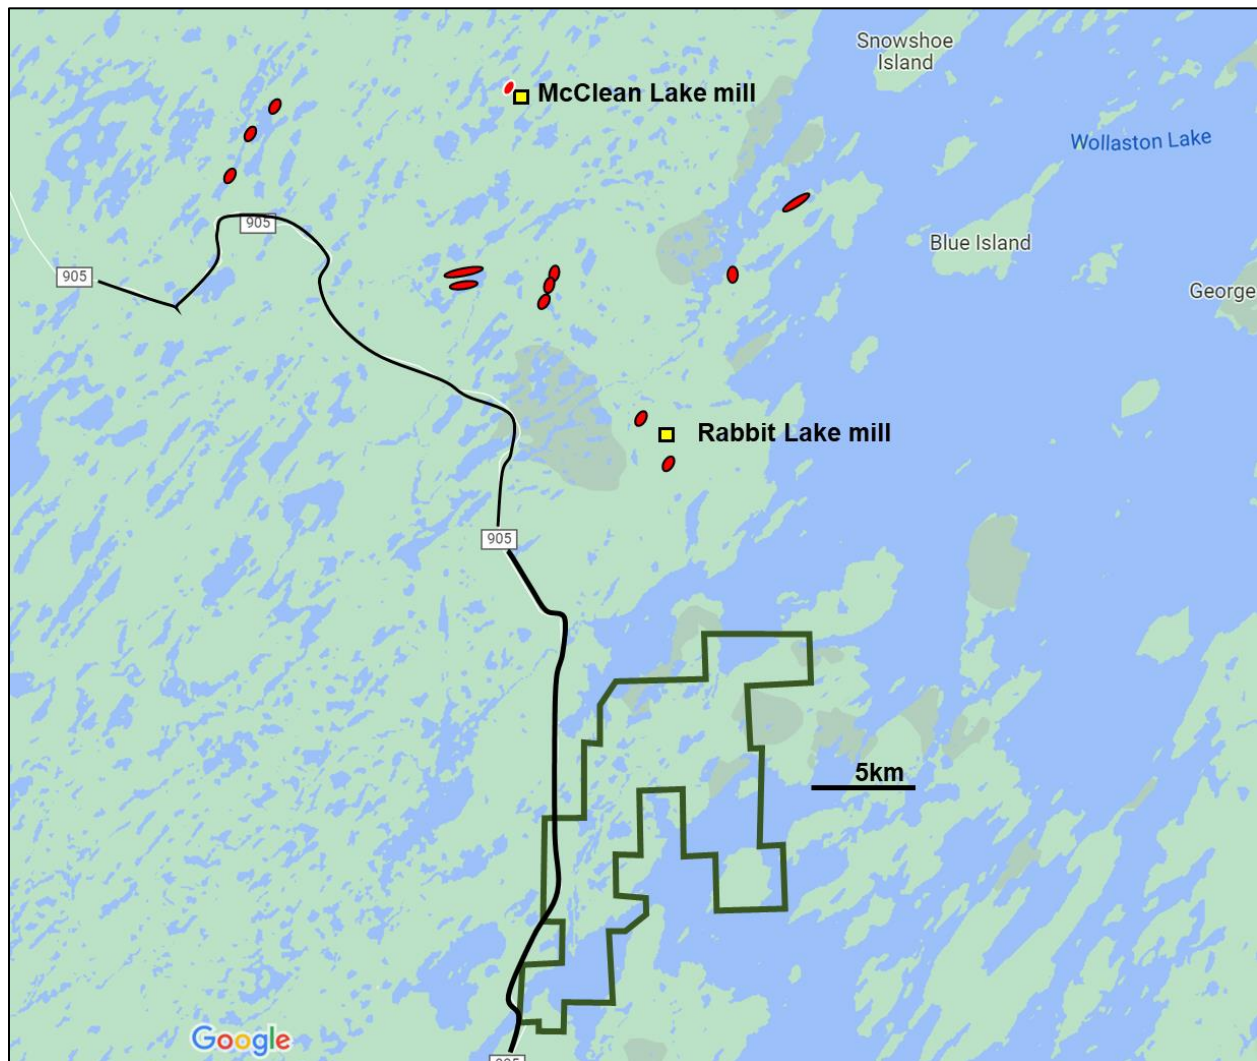 Snowshoe
Island
McClean Lake mill
Wollaston Lake
905
Blue Island
905
George
Rabbit Lake mill
905
5km
Google